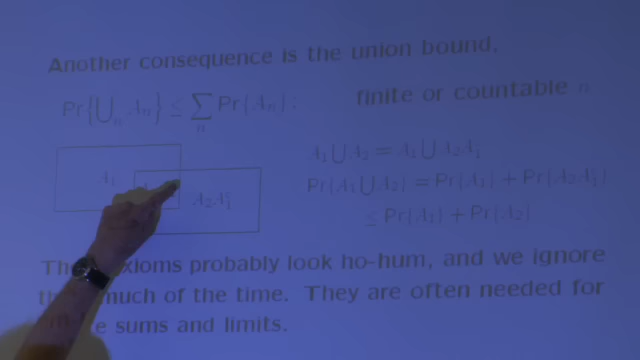 Another consequence is the union bound,
Pr{⋃ₙ Aₙ} ≤ ∑ₙ Pr{Aₙ}; finite or countable n
A₁ A₂A₁ᶜ
A₁⋃A₂ = A₁⋃A₂A₁ᶜ
Pr{A₁⋃A₂} = Pr{A₁} + Pr{A₂A₁ᶜ}
≤ Pr{A₁} + Pr{A₂}
axioms probably look ho-hum, and we ignore
much of the time. They are often needed for
sums and limits.